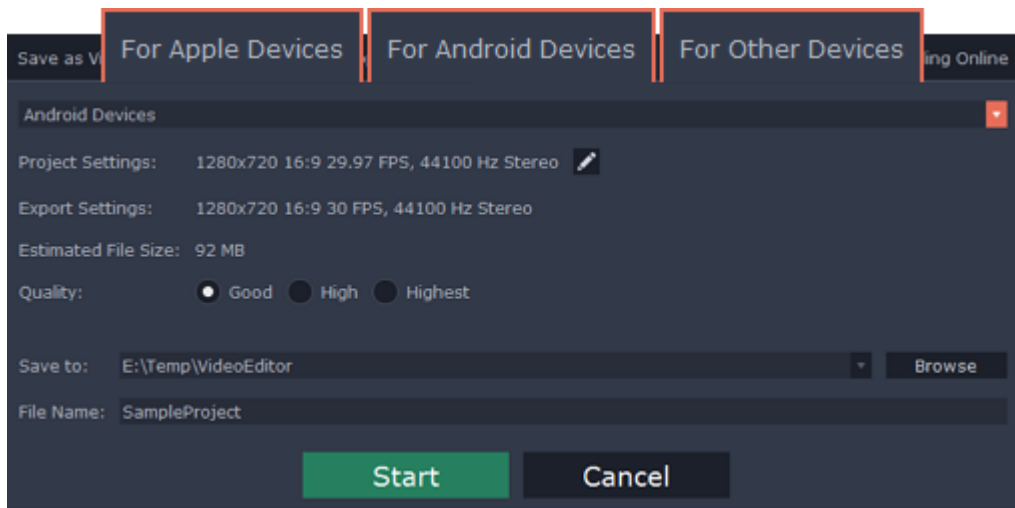 Save as Vi For Apple Devices For Android Devices For Other Devices ing Online
Android Devices
Project Settings: 1280x720 16:9 29.97 FPS, 44100 Hz Stereo
Export Settings: 1280x720 16:9 30 FPS, 44100 Hz Stereo
Estimated File Size: 92 MB
Quality: Good High Highest
Save to: E:\Temp\VideoEditor Browse
File Name: SampleProject
Start Cancel